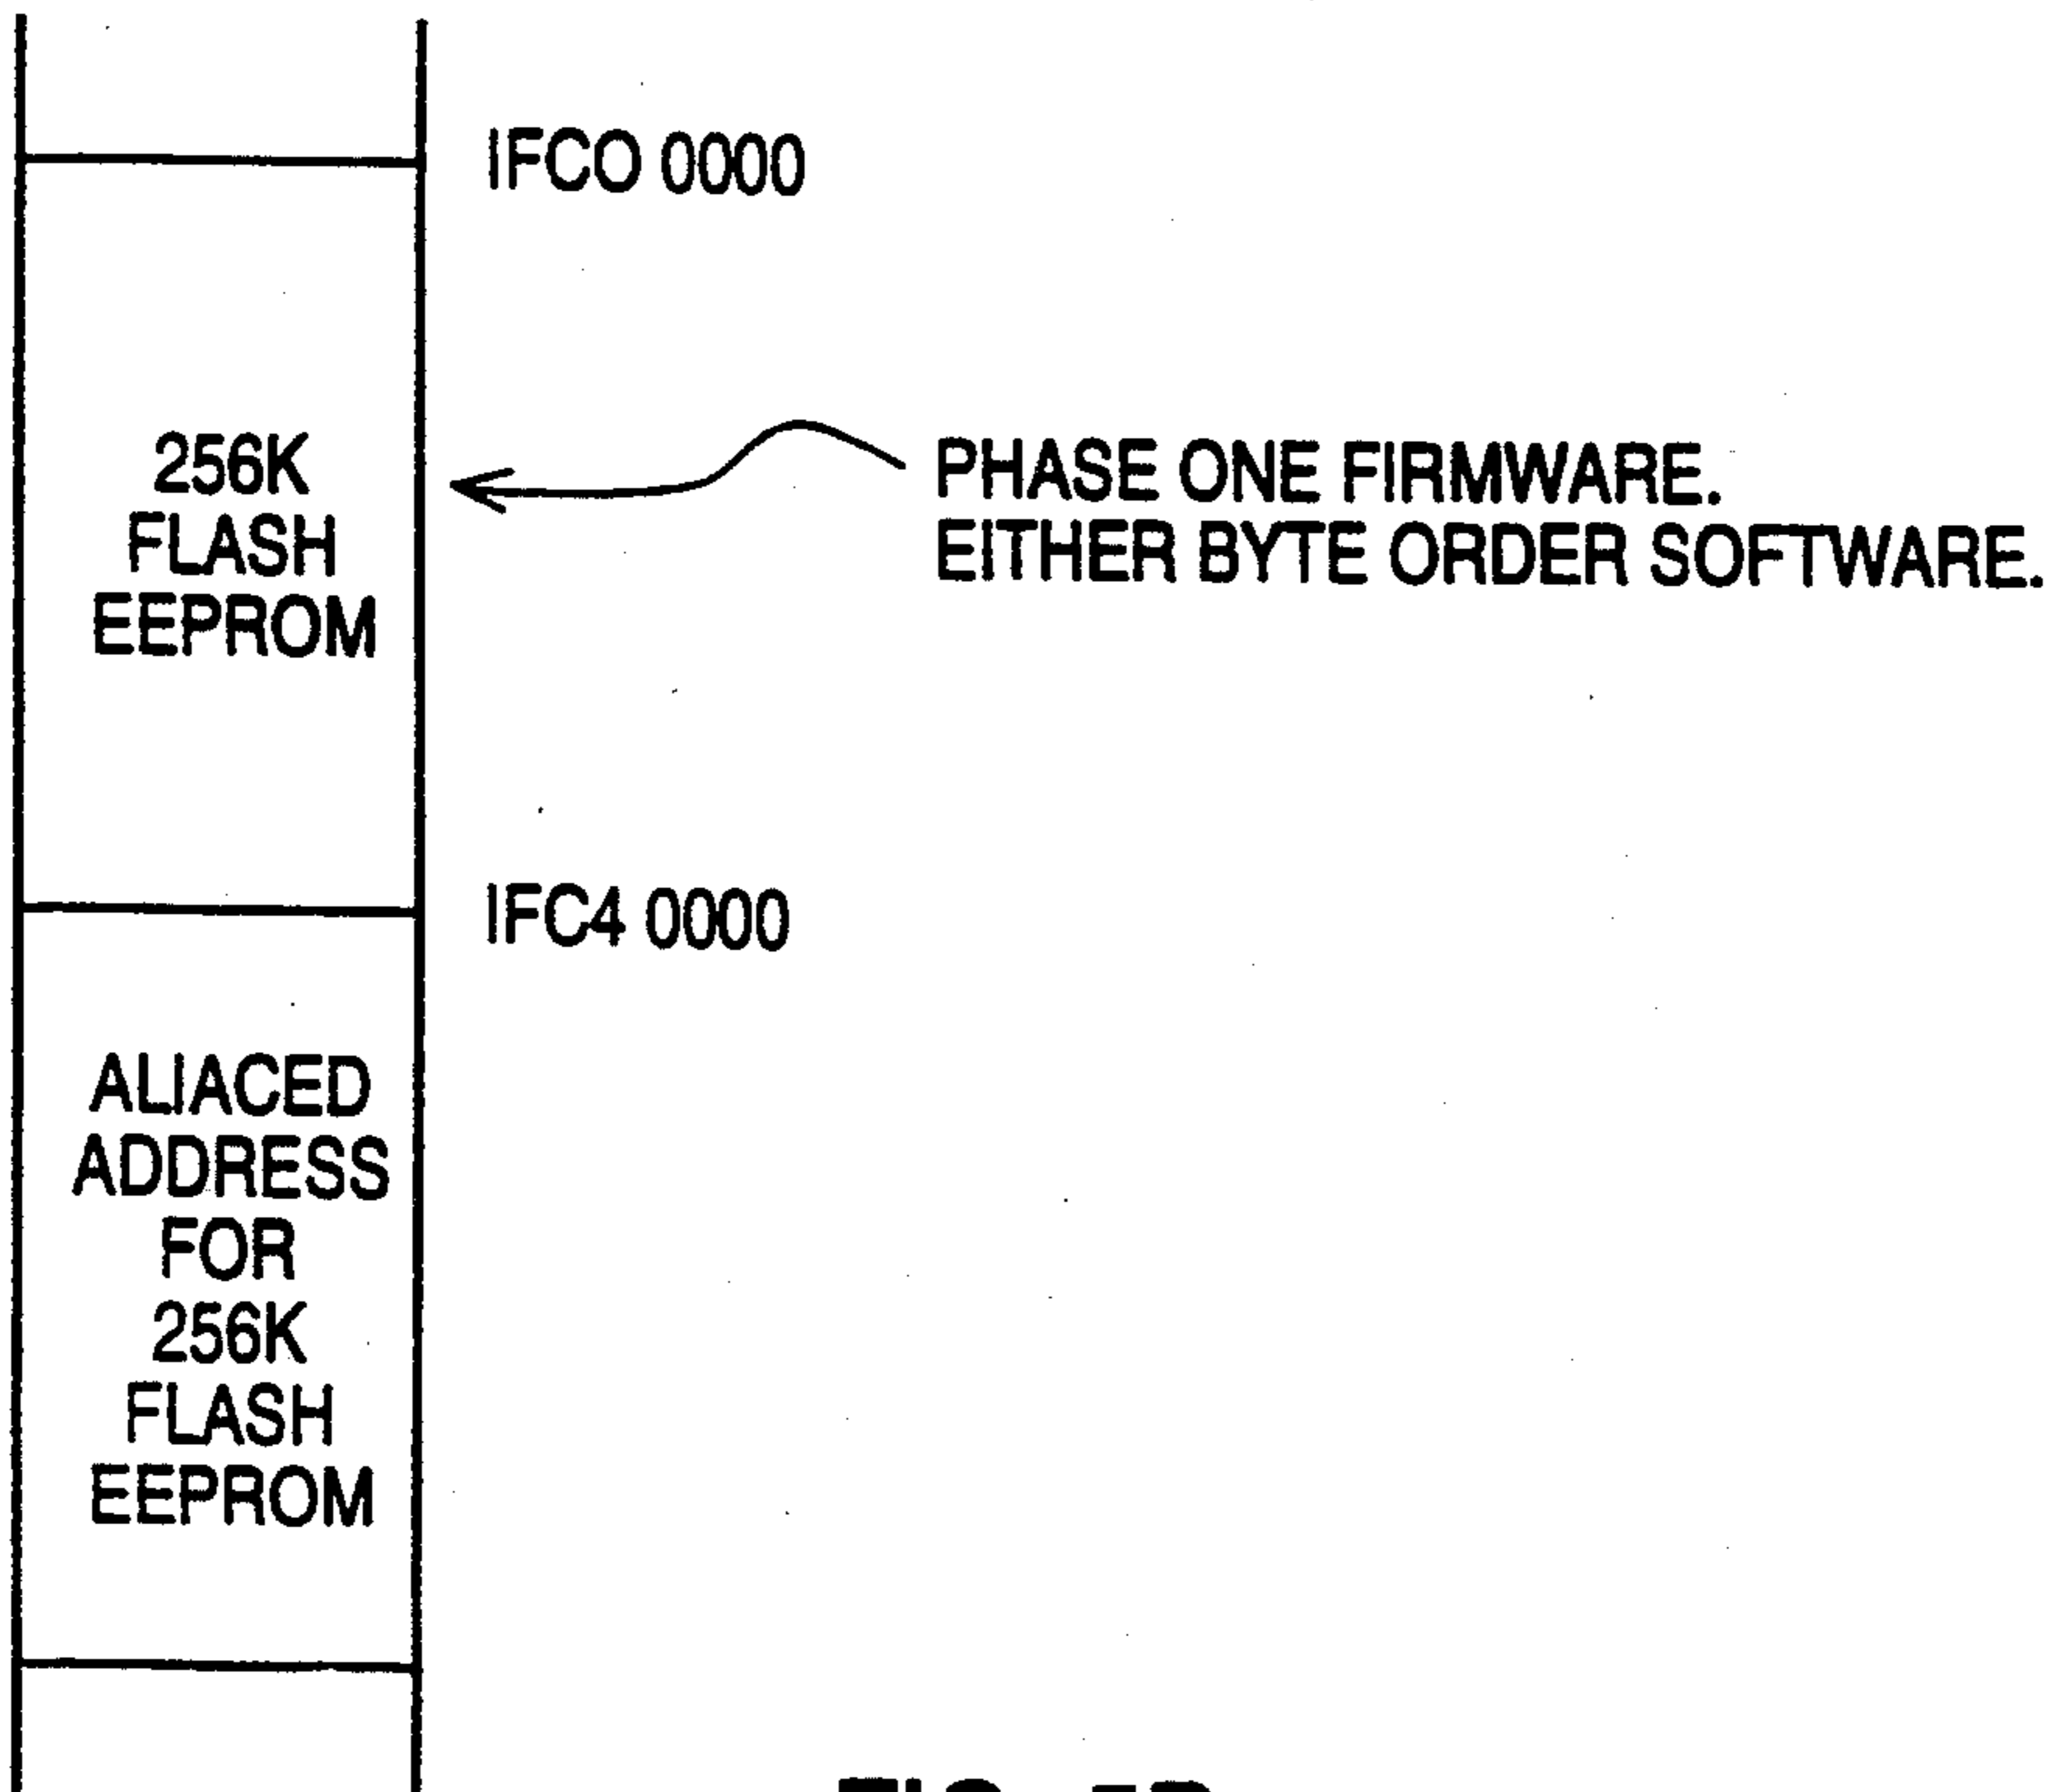 IFCO 0000
256K
FLASH
EEPROM
PHASE ONE FIRMWARE.
EITHER BYTE ORDER SOFTWARE.
IFC4 0000
ALIACED
ADDRESS
FOR
256K
FLASH
EEPROM